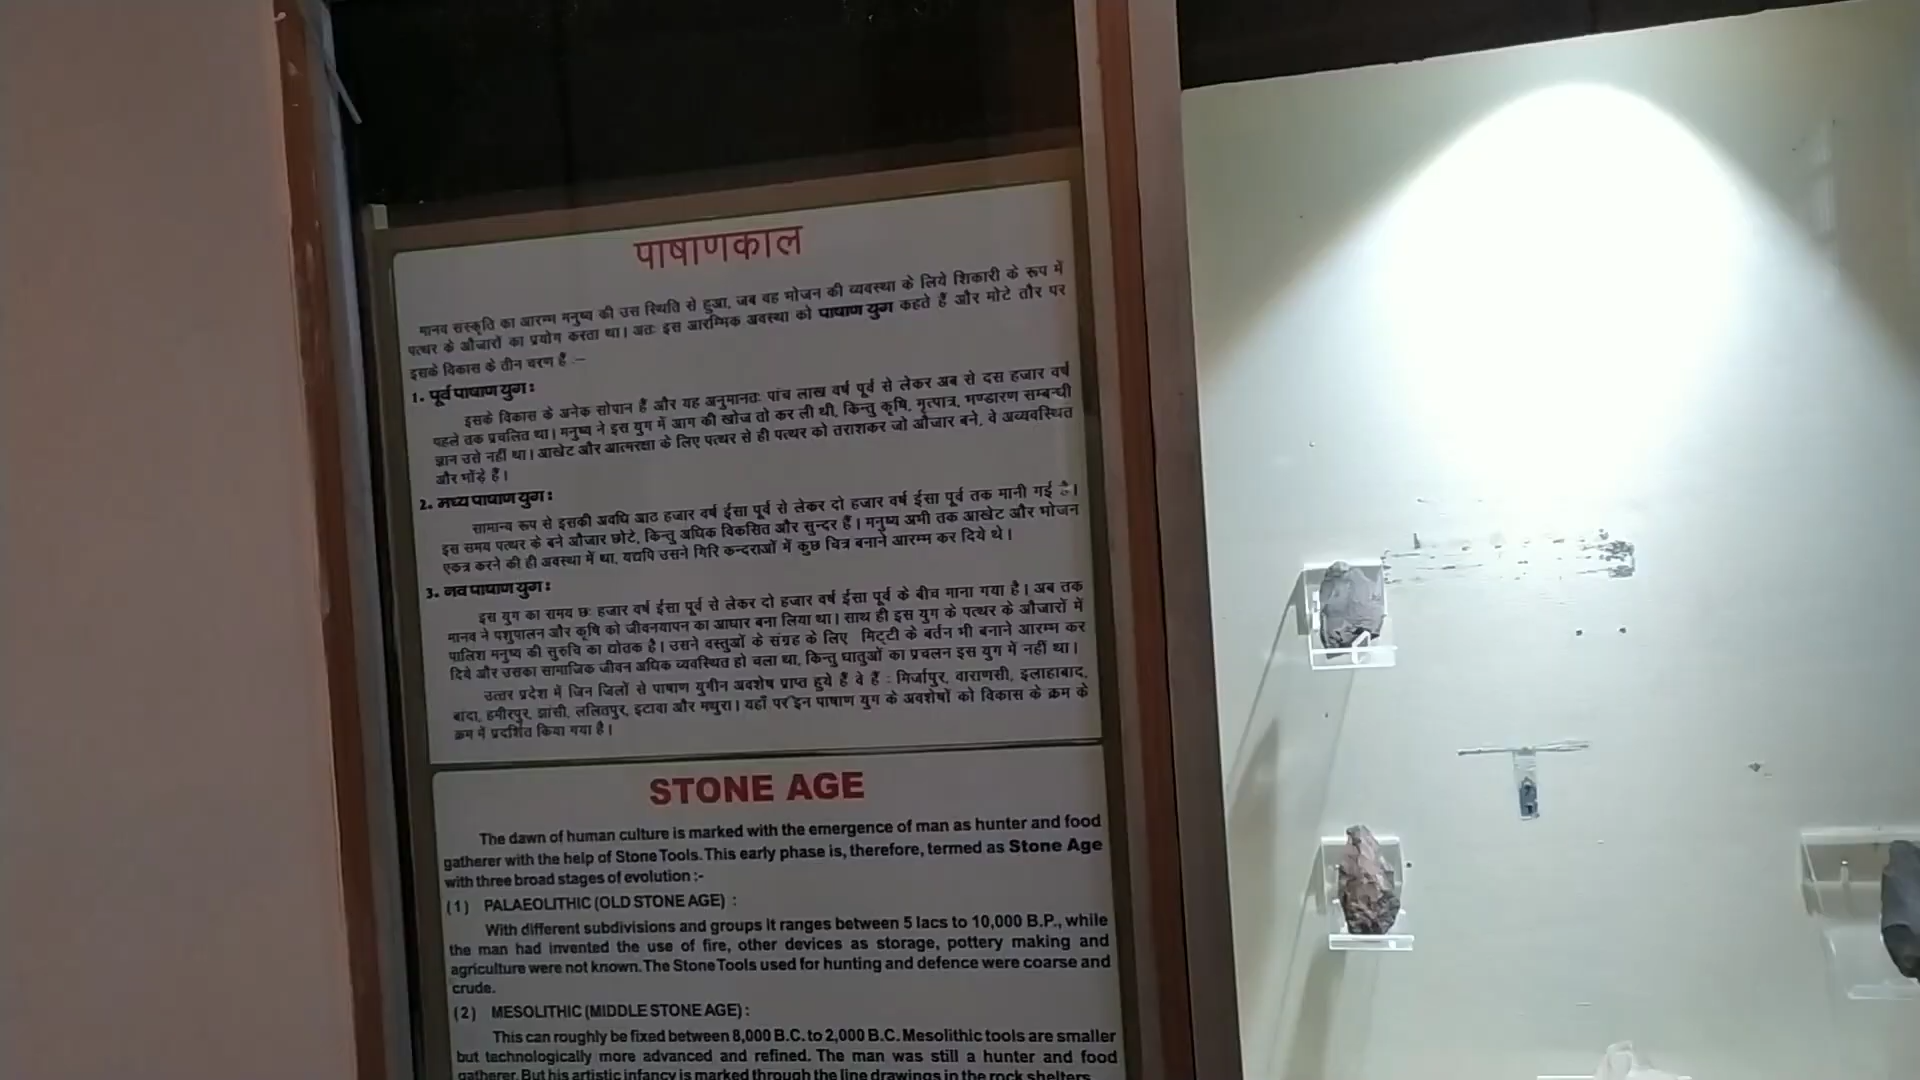 पाषाणकाल
मानव संस्कृति का आरम्भ मनुष्य की उस स्थिति से हुआ, जब वह भोजन की व्यवस्था के लिये शिकारी के रूप में
पत्थर के औजारों का प्रयोग करता था। अतः इस आरम्भिक अवस्था को पाषाण युग कहते हैं और मोटे तौर पर
इसके विकास के तीन चरण हैं :–
1. पूर्व पाषाण युग :
इसके विकास के अनेक सोपान हैं और यह अनुमानतः पांच लाख वर्ष पूर्व से लेकर अब से दस हजार वर्ष
पहले तक प्रचलित था। मनुष्य ने इस युग में आग की खोज तो कर ली थी, किन्तु कृषि, मृत्पात्र, भण्डारण सम्बन्धी
ज्ञान उसे नहीं था। आखेट और आत्मरक्षा के लिए पत्थर से ही पत्थर को तराशकर जो औजार बने, वे अव्यवस्थित
और भोंड़े हैं।
2. मध्य पाषाण युग :
सामान्य रूप से इसकी अवधि आठ हजार वर्ष ईसा पूर्व से लेकर दो हजार वर्ष ईसा पूर्व तक मानी गई है।
इस समय पत्थर के बने औजार छोटे, किन्तु अधिक विकसित और सुन्दर हैं। मनुष्य अभी तक आखेट और भोजन
एकत्र करने की ही अवस्था में था, यद्यपि उसने गिरि कन्दराओं में कुछ चित्र बनाने आरम्भ कर दिये थे।
3. नव पाषाण युग :
इस युग का समय छः हजार वर्ष ईसा पूर्व से लेकर दो हजार वर्ष ईसा पूर्व के बीच माना गया है। अब तक
मानव ने पशुपालन और कृषि को जीवनयापन का आधार बना लिया था। साथ ही इस युग के पत्थर के औजारों में
पालिश मनुष्य की सुरुचि का द्योतक है। उसने वस्तुओं के संग्रह के लिए मिट्टी के बर्तन भी बनाने आरम्भ कर
दिये और उसका सामाजिक जीवन अधिक व्यवस्थित हो चला था, किन्तु धातुओं का प्रचलन इस युग में नहीं था।
उत्तर प्रदेश में जिन जिलों से पाषाण युगीन अवशेष प्राप्त हुये हैं वे हैं : मिर्जापुर, वाराणसी, इलाहाबाद,
बांदा, हमीरपुर, झांसी, ललितपुर, इटावा और मथुरा। यहाँ पर इन पाषाण युग के अवशेषों को विकास के क्रम के
क्रम में प्रदर्शित किया गया है।
STONE AGE
The dawn of human culture is marked with the emergence of man as hunter and food
gatherer with the help of Stone Tools. This early phase is, therefore, termed as Stone Age
with three broad stages of evolution :-
(1) PALAEOLITHIC (OLD STONE AGE) :
With different subdivisions and groups it ranges between 5 lacs to 10,000 B.P., while
the man had invented the use of fire, other devices as storage, pottery making and
agriculture were not known. The Stone Tools used for hunting and defence were coarse and
crude.
(2) MESOLITHIC (MIDDLE STONE AGE) :
This can roughly be fixed between 8,000 B.C. to 2,000 B.C. Mesolithic tools are smaller
but technologically more advanced and refined. The man was still a hunter and food
gatherer. But his artistic infancy is marked through the line drawings in the rock shelters.